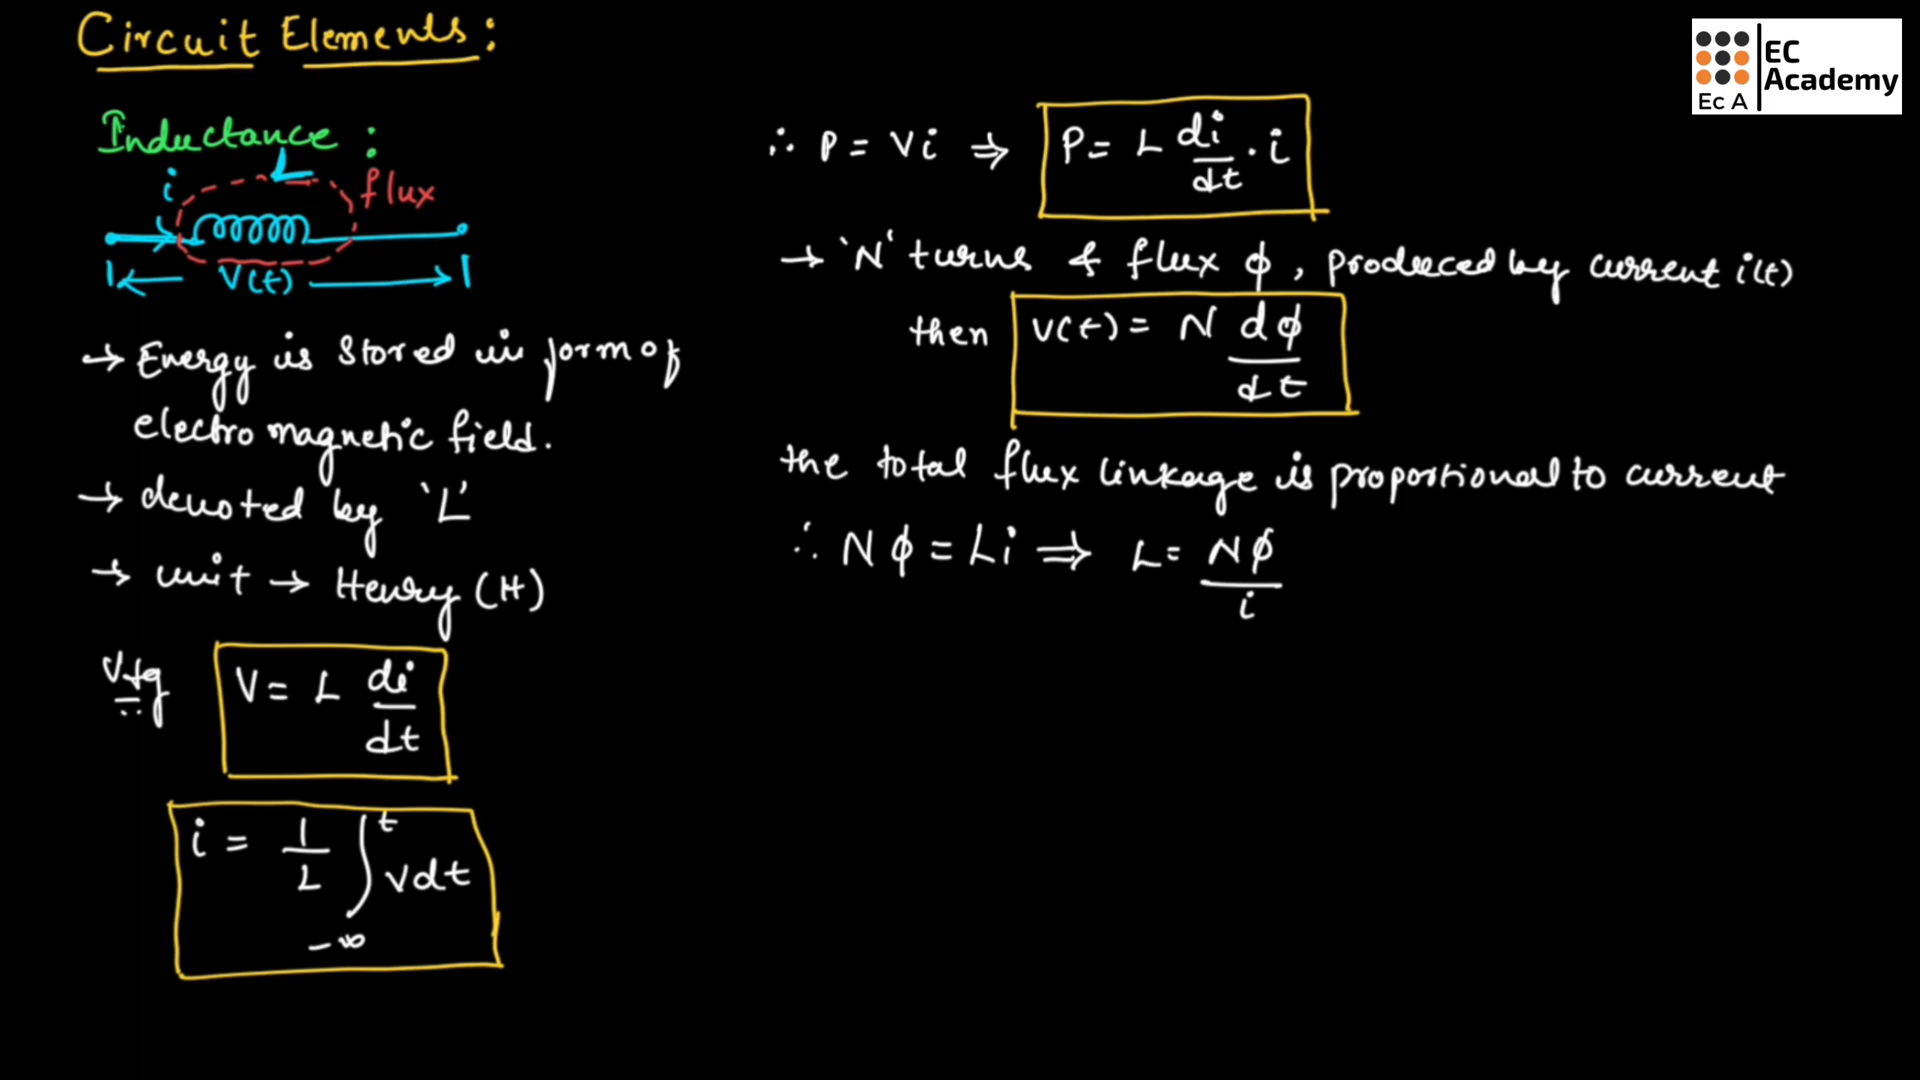 Circuit Elements:
Inductance:
L
i
flux
V(t)
→ Energy is stored in form of
electromagnetic field.
→ denoted by 'L'
→ unit → Henry (H)
Vtg V = L di/dt
i = 1/L ∫_{-∞}^{t} v dt
∴ P = Vi ⇒ P = L di/dt · i
→ 'N' turns & flux ϕ, produced by current i(t)
then v(t) = N dϕ/dt
the total flux linkage is proportional to current
∴ Nϕ = Li ⇒ L = Nϕ/i
EC
Academy
Ec A